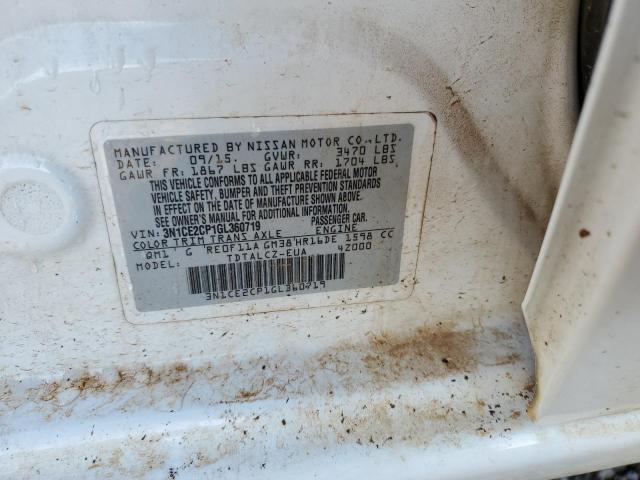 MANUFACTURED BY NISSAN MOTOR CO.,LTD.
DATE: 09/15. GVWR: 3470 LBS
GAWR FR: 1867 LBS GAWR RR: 1704 LBS
THIS VEHICLE CONFORMS TO ALL APPLICABLE FEDERAL MOTOR
VEHICLE SAFETY, BUMPER AND THEFT PREVENTION STANDARDS
IN EFFECT ON THE DATE OF MANUFACTURE SHOWN ABOVE.
SEE OWNER'S MANUAL FOR ADDITIONAL INFORMATION.
VIN: 3N1CE2CP1GL360719 PASSENGER CAR.
COLOR TRIM TRANS AXLE ENGINE
QM1 G RE0F11A GM38 HR16DE 1598 CC
MODEL: TDTALCZ-EUA 42000
3N1CE2CP1GL360719